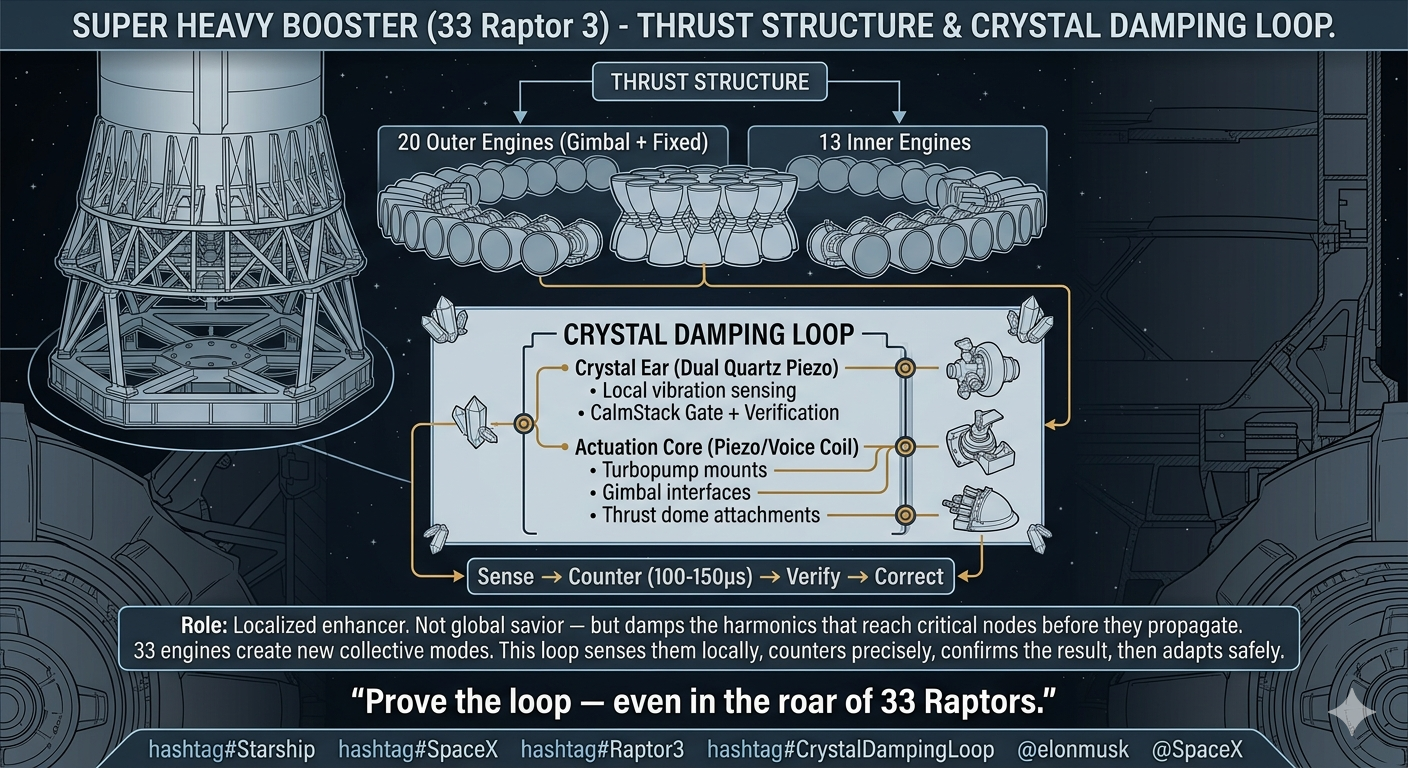 SUPER HEAVY BOOSTER (33 Raptor 3) - THRUST STRUCTURE & CRYSTAL DAMPING LOOP.
THRUST STRUCTURE
20 Outer Engines (Gimbal + Fixed)
13 Inner Engines
CRYSTAL DAMPING LOOP
Crystal Ear (Dual Quartz Piezo)
• Local vibration sensing
• CalmStack Gate + Verification
Actuation Core (Piezo/Voice Coil)
• Turbopump mounts
• Gimbal interfaces
• Thrust dome attachments
Sense → Counter (100-150µs) → Verify → Correct
Role: Localized enhancer. Not global savior — but damps the harmonics that reach critical nodes before they propagate.
33 engines create new collective modes. This loop senses them locally, counters precisely, confirms the result, then adapts safely.
“Prove the loop — even in the roar of 33 Raptors.”
hashtag#Starship hashtag#SpaceX hashtag#Raptor3 hashtag#CrystalDampingLoop @elonmusk @SpaceX